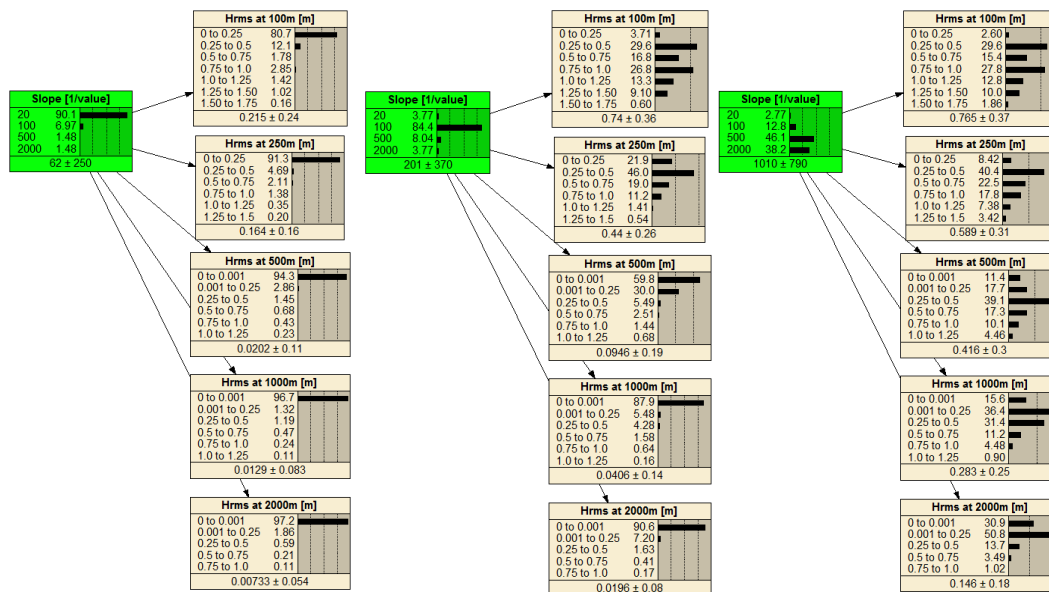 Hrms at 100m [m]
0 to 0.25 80.7
0.25 to 0.5 12.1
0.5 to 0.75 1.78
0.75 to 1.0 2.85
1.0 to 1.25 1.42
1.25 to 1.50 1.02
1.50 to 1.75 0.16
0.215 ± 0.24
Slope [1/value]
20 90.1
100 6.97
500 1.48
2000 1.48
62 ± 250
Hrms at 250m [m]
0 to 0.25 91.3
0.25 to 0.5 4.69
0.5 to 0.75 2.11
0.75 to 1.0 1.38
1.0 to 1.25 0.35
1.25 to 1.5 0.20
0.164 ± 0.16
Hrms at 500m [m]
0 to 0.001 94.3
0.001 to 0.25 2.86
0.25 to 0.5 1.45
0.5 to 0.75 0.68
0.75 to 1.0 0.43
1.0 to 1.25 0.23
0.0202 ± 0.11
Hrms at 1000m [m]
0 to 0.001 96.7
0.001 to 0.25 1.32
0.25 to 0.5 1.19
0.5 to 0.75 0.47
0.75 to 1.0 0.24
1.0 to 1.25 0.11
0.0129 ± 0.083
Hrms at 2000m [m]
0 to 0.001 97.2
0.001 to 0.25 1.86
0.25 to 0.5 0.59
0.5 to 0.75 0.21
0.75 to 1.0 0.11
0.00733 ± 0.054
Hrms at 100m [m]
0 to 0.25 3.71
0.25 to 0.5 29.6
0.5 to 0.75 16.8
0.75 to 1.0 26.8
1.0 to 1.25 13.3
1.25 to 1.50 9.10
1.50 to 1.75 0.60
0.74 ± 0.36
Slope [1/value]
20 3.77
100 84.4
500 8.04
2000 3.77
201 ± 370
Hrms at 250m [m]
0 to 0.25 21.9
0.25 to 0.5 46.0
0.5 to 0.75 19.0
0.75 to 1.0 11.2
1.0 to 1.25 1.41
1.25 to 1.5 0.54
0.44 ± 0.26
Hrms at 500m [m]
0 to 0.001 59.8
0.001 to 0.25 30.0
0.25 to 0.5 5.49
0.5 to 0.75 2.51
0.75 to 1.0 1.44
1.0 to 1.25 0.68
0.0946 ± 0.19
Hrms at 1000m [m]
0 to 0.001 87.9
0.001 to 0.25 5.48
0.25 to 0.5 4.28
0.5 to 0.75 1.58
0.75 to 1.0 0.64
1.0 to 1.25 0.16
0.0406 ± 0.14
Hrms at 2000m [m]
0 to 0.001 90.6
0.001 to 0.25 7.20
0.25 to 0.5 1.63
0.5 to 0.75 0.41
0.75 to 1.0 0.17
0.0196 ± 0.08
Hrms at 100m [m]
0 to 0.25 2.60
0.25 to 0.5 29.6
0.5 to 0.75 15.4
0.75 to 1.0 27.8
1.0 to 1.25 12.8
1.25 to 1.50 10.0
1.50 to 1.75 1.86
0.765 ± 0.37
Slope [1/value]
20 2.77
100 12.8
500 46.1
2000 38.2
1010 ± 790
Hrms at 250m [m]
0 to 0.25 8.42
0.25 to 0.5 40.4
0.5 to 0.75 22.5
0.75 to 1.0 17.8
1.0 to 1.25 7.38
1.25 to 1.5 3.42
0.589 ± 0.31
Hrms at 500m [m]
0 to 0.001 11.4
0.001 to 0.25 17.7
0.25 to 0.5 39.1
0.5 to 0.75 17.3
0.75 to 1.0 10.1
1.0 to 1.25 4.46
0.416 ± 0.3
Hrms at 1000m [m]
0 to 0.001 15.6
0.001 to 0.25 36.4
0.25 to 0.5 31.4
0.5 to 0.75 11.2
0.75 to 1.0 4.48
1.0 to 1.25 0.90
0.283 ± 0.25
Hrms at 2000m [m]
0 to 0.001 30.9
0.001 to 0.25 50.8
0.25 to 0.5 13.7
0.5 to 0.75 3.49
0.75 to 1.0 1.02
0.146 ± 0.18